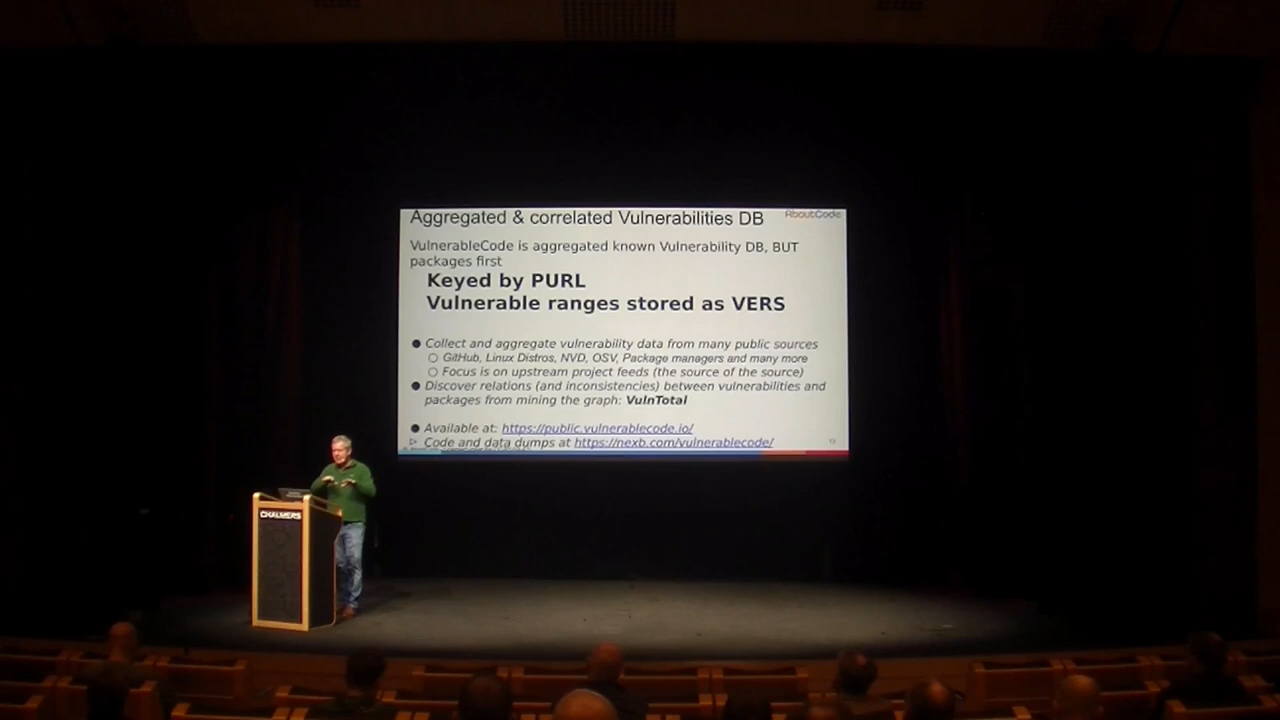 Aggregated & correlated Vulnerabilities DB
AboutCode
VulnerableCode is aggregated known Vulnerability DB, BUT
packages first
Keyed by PURL
Vulnerable ranges stored as VERS
● Collect and aggregate vulnerability data from many public sources
○ GitHub, Linux Distros, NVD, OSV, Package managers and many more
○ Focus is on upstream project feeds (the source of the source)
● Discover relations (and inconsistencies) between vulnerabilities and
packages from mining the graph: VulnTotal
● Available at: https://public.vulnerablecode.io/
▷ Code and data dumps at https://nexb.com/vulnerablecode/
CHALMERS